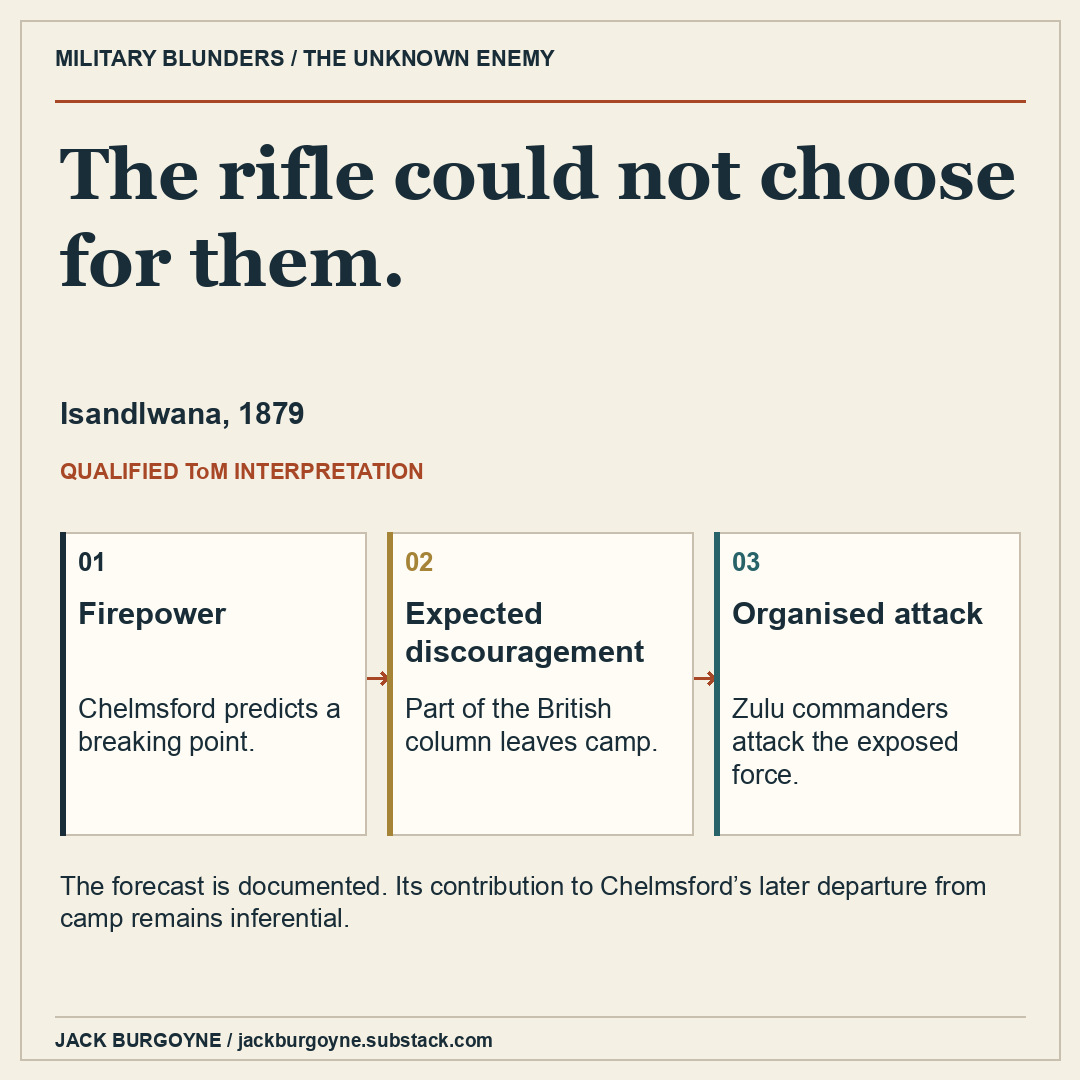 MILITARY BLUNDERS / THE UNKNOWN ENEMY
The rifle could not choose
for them.
Isandlwana, 1879
QUALIFIED ToM INTERPRETATION
01
Firepower
Chelmsford predicts a
breaking point.
02
Expected
discouragement
Part of the British
column leaves camp.
03
Organised attack
Zulu commanders
attack the exposed
force.
The forecast is documented. Its contribution to Chelmsford’s later departure from
camp remains inferential.
JACK BURGOYNE / jackburgoyne.substack.com